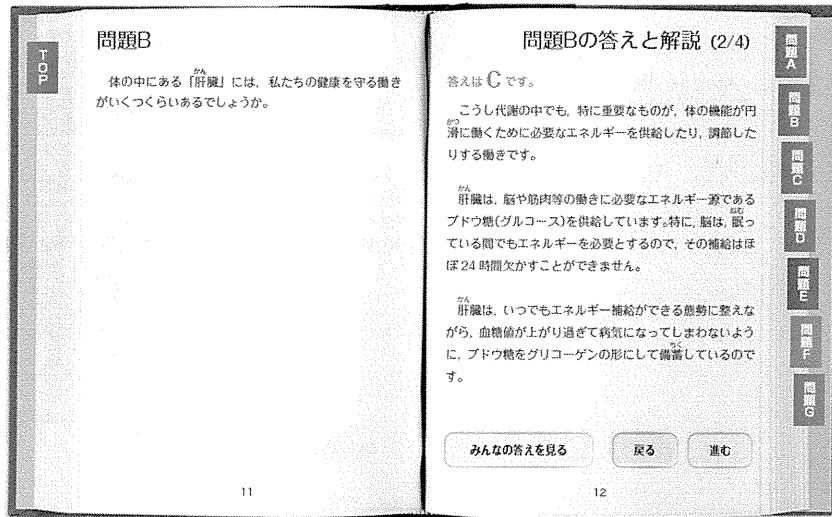 TOP
問題B
体の中にある「肝臓」には、私たちの健康を守る働き
がいくつくらいあるでしょうか。
11
問題Bの答えと解説 (2/4)
答えは C です。
こうし代謝の中でも、特に重要なものが、体の機能が円
滑に働くために必要なエネルギーを供給したり、調節した
りする働きです。
肝臓は、脳や筋肉等の働きに必要なエネルギー源である
ブドウ糖(グルコース)を供給しています。特に、脳は、眠っ
ている間でもエネルギーを必要とするので、その補給はほ
ぼ24時間欠かすことができません。
肝臓は、いつでもエネルギー補給ができる態勢に整えな
がら、血糖値が上がり過ぎて病気になってしまわないよう
に、ブドウ糖をグリコーゲンの形にして備蓄しているので
す。
みんなの答えを見る
戻る
進む
12
問題A
問題B
問題C
問題D
問題E
問題F
問題G